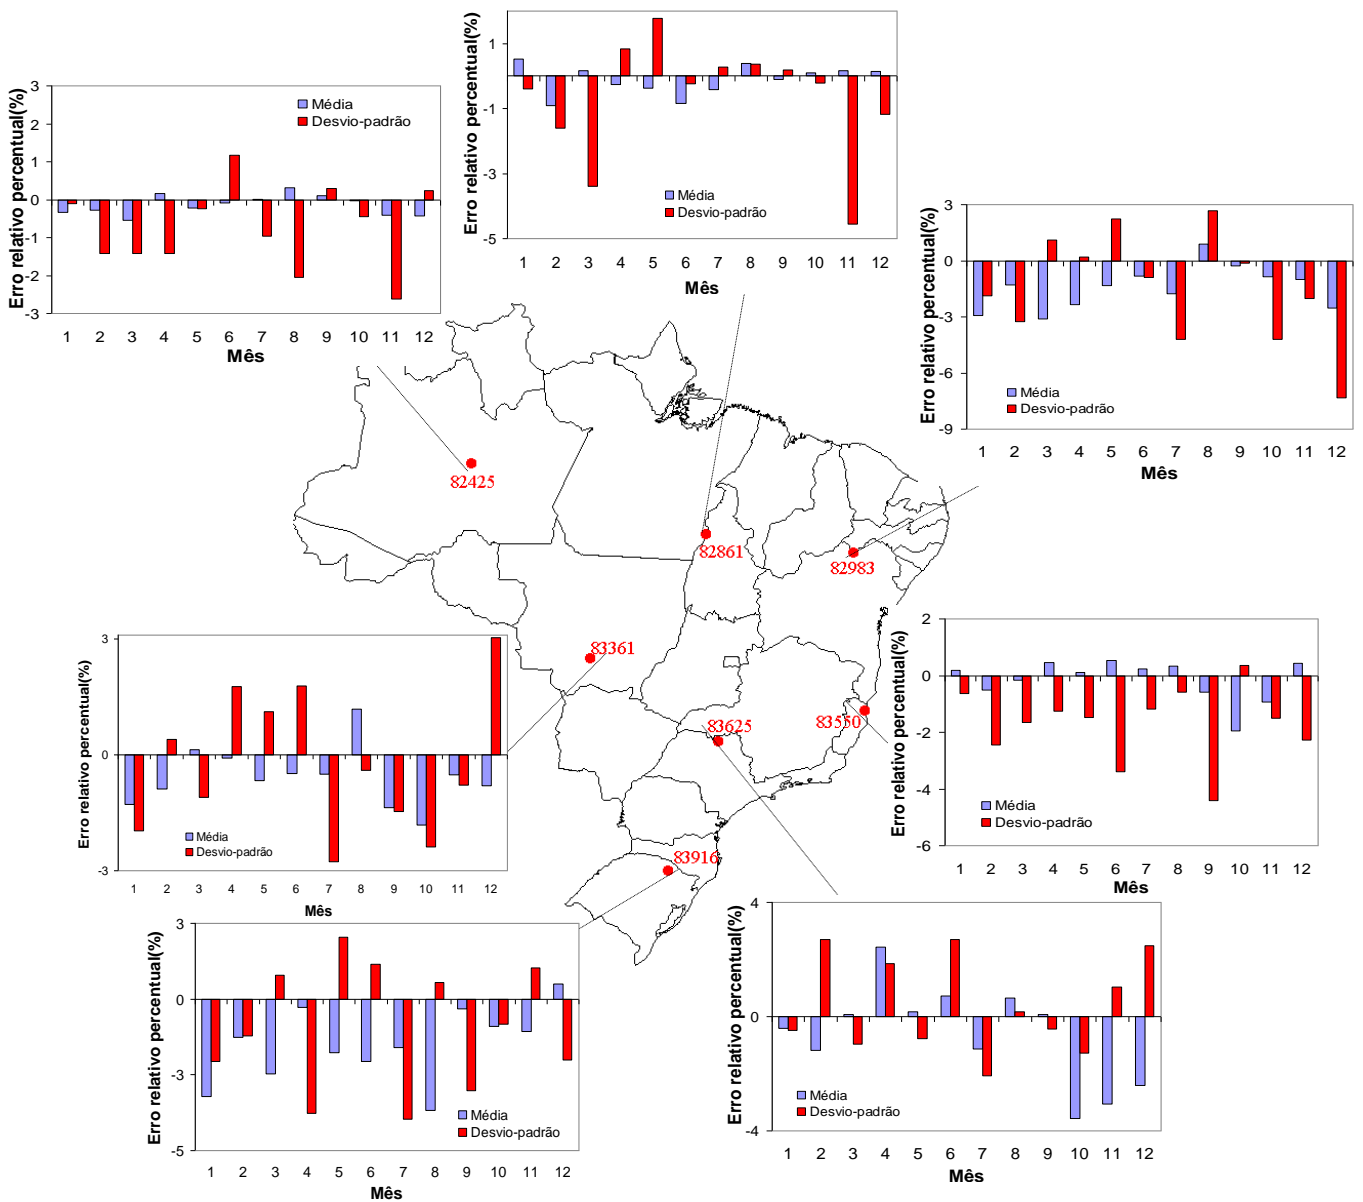 Erro relativo percentual(%)
3
2
1
0
-1
-2
-3
Média
Desvio-padrão
1 2 3 4 5 6 7 8 9 10 11 12
Mês
Erro relativo percentual(%)
1
-1
-3
-5
Média
Desvio-padrão
1 2 3 4 5 6 7 8 9 10 11 12
Mês
Erro relativo percentual(%)
3
0
-3
-6
-9
Média
Desvio-padrão
1 2 3 4 5 6 7 8 9 10 11 12
Mês
82425
82861
82983
83361
83625
83550
83916
Erro relativo percentual(%)
3
0
-3
Média
Desvio-padrão
1 2 3 4 5 6 7 8 9 10 11 12
Mês
Erro relativo percentual(%)
2
0
-2
-4
-6
Média
Desvio-padrão
1 2 3 4 5 6 7 8 9 10 11 12
Mês
Erro relativo percentual(%)
3
0
-3
-5
Média
Desvio-padrão
1 2 3 4 5 6 7 8 9 10 11 12
Mês
Erro relativo percentual(%)
4
0
-4
Média
Desvio-padrão
1 2 3 4 5 6 7 8 9 10 11 12
Mês